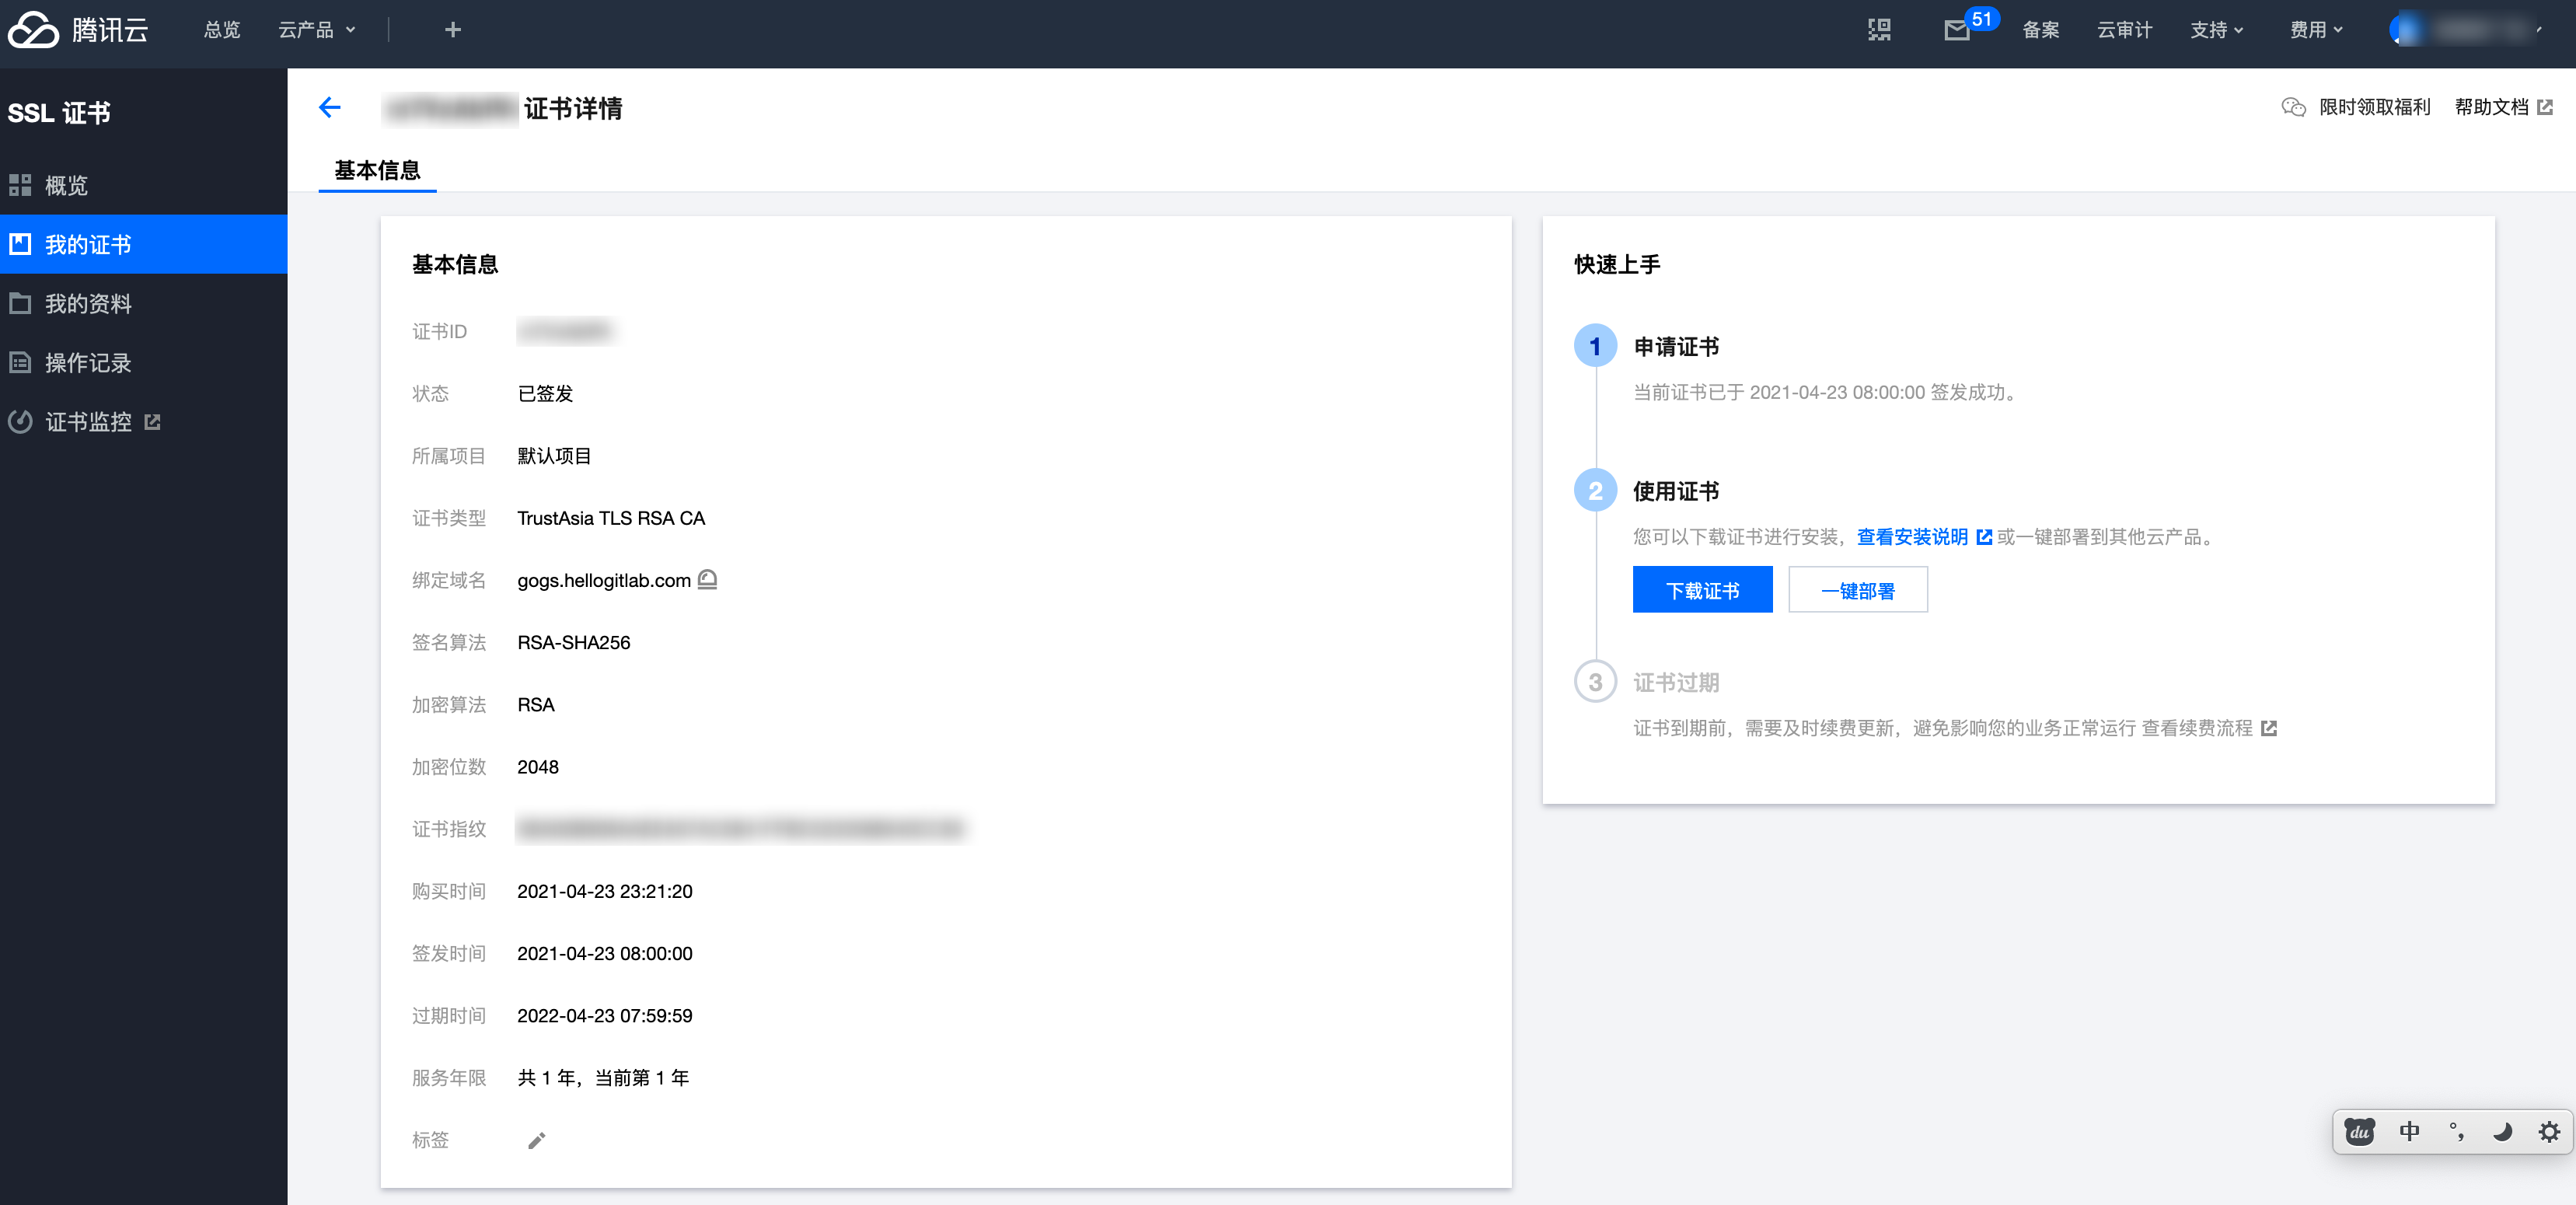 腾讯云 总览 云产品 51 备案 云审计 支持 费用
SSL 证书
概览
我的证书
我的资料
操作记录
证书监控
证书详情
限时领取福利 帮助文档
基本信息
基本信息
证书ID
状态 已签发
所属项目 默认项目
证书类型 TrustAsia TLS RSA CA
绑定域名 gogs.hellogitlab.com
签名算法 RSA-SHA256
加密算法 RSA
加密位数 2048
证书指纹
购买时间 2021-04-23 23:21:20
签发时间 2021-04-23 08:00:00
过期时间 2022-04-23 07:59:59
服务年限 共 1 年，当前第 1 年
标签
快速上手
1 申请证书
当前证书已于 2021-04-23 08:00:00 签发成功。
2 使用证书
您可以下载证书进行安装，查看安装说明 或一键部署到其他云产品。
下载证书 一键部署
3 证书过期
证书到期前，需要及时续费更新，避免影响您的业务正常运行 查看续费流程
du 中 °，